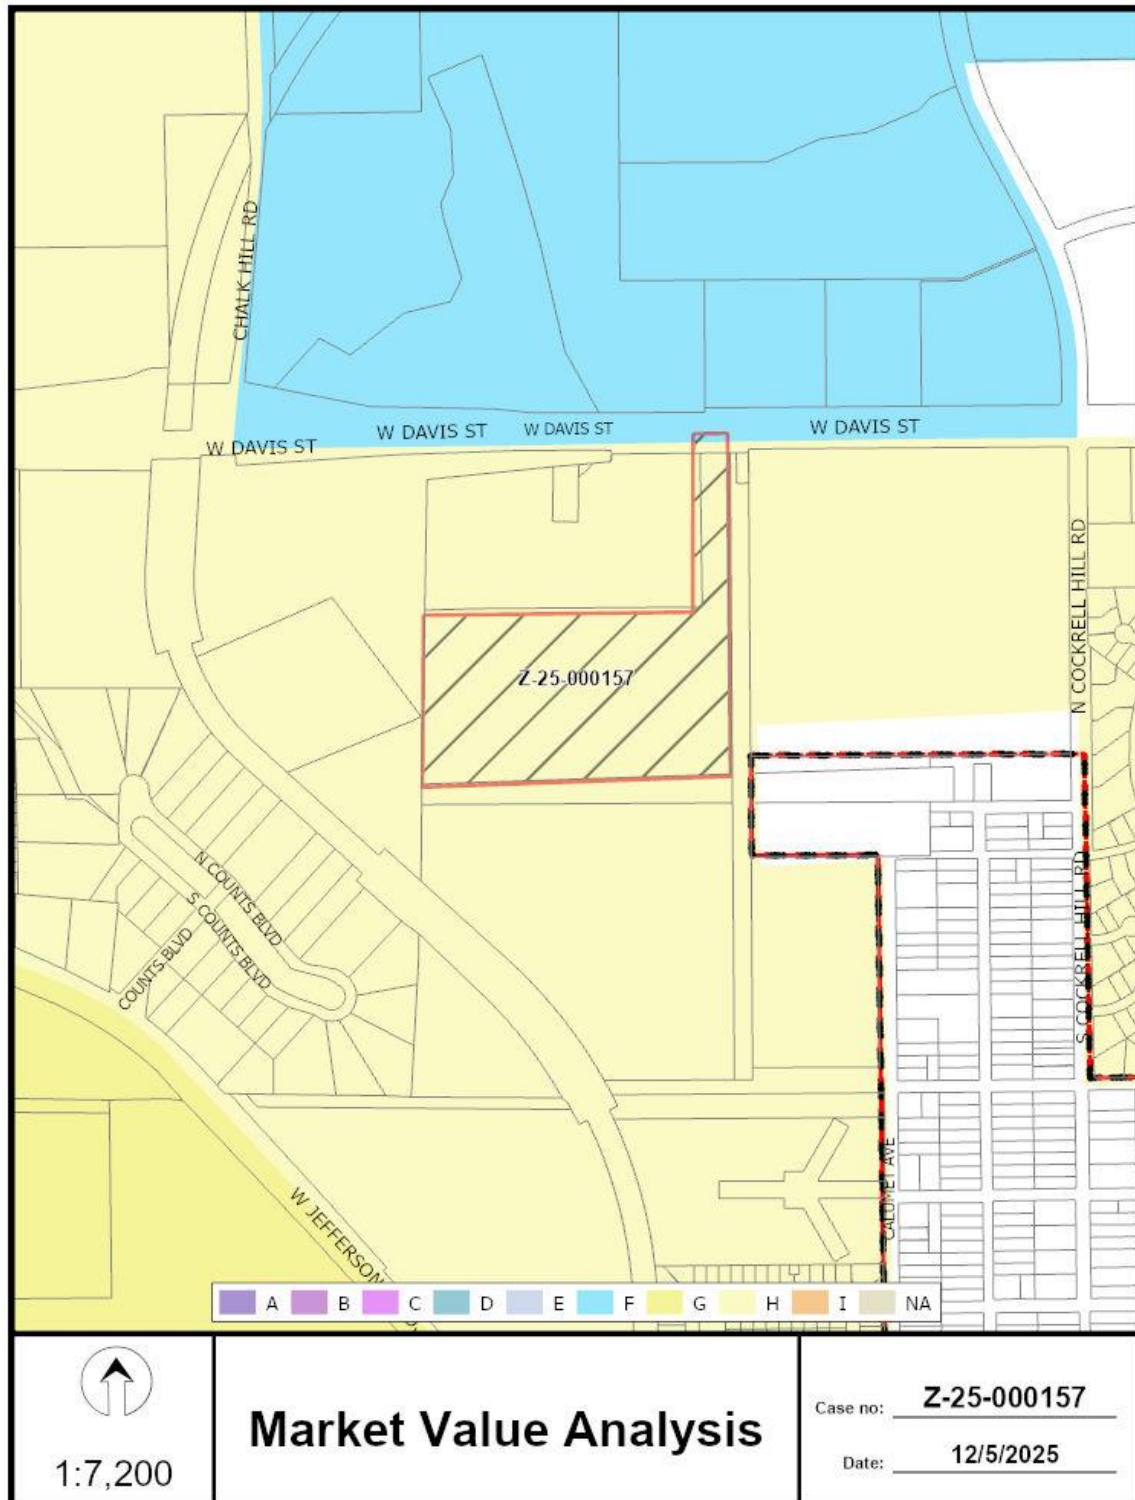 CHALK HILL RD
W DAVIS ST
W DAVIS ST
W DAVIS ST
W DAVIS ST
N COCKRELL HILL RD
Z-25-000157
N COUNTS BLVD
S COUNTS BLVD
COUNTS BLVD
S COCKRELL HILL RD
CALUMET AVE
W JEFFERSON
A B C D E F G H I NA
1:7,200
Market Value Analysis
Case no: Z-25-000157
Date: 12/5/2025